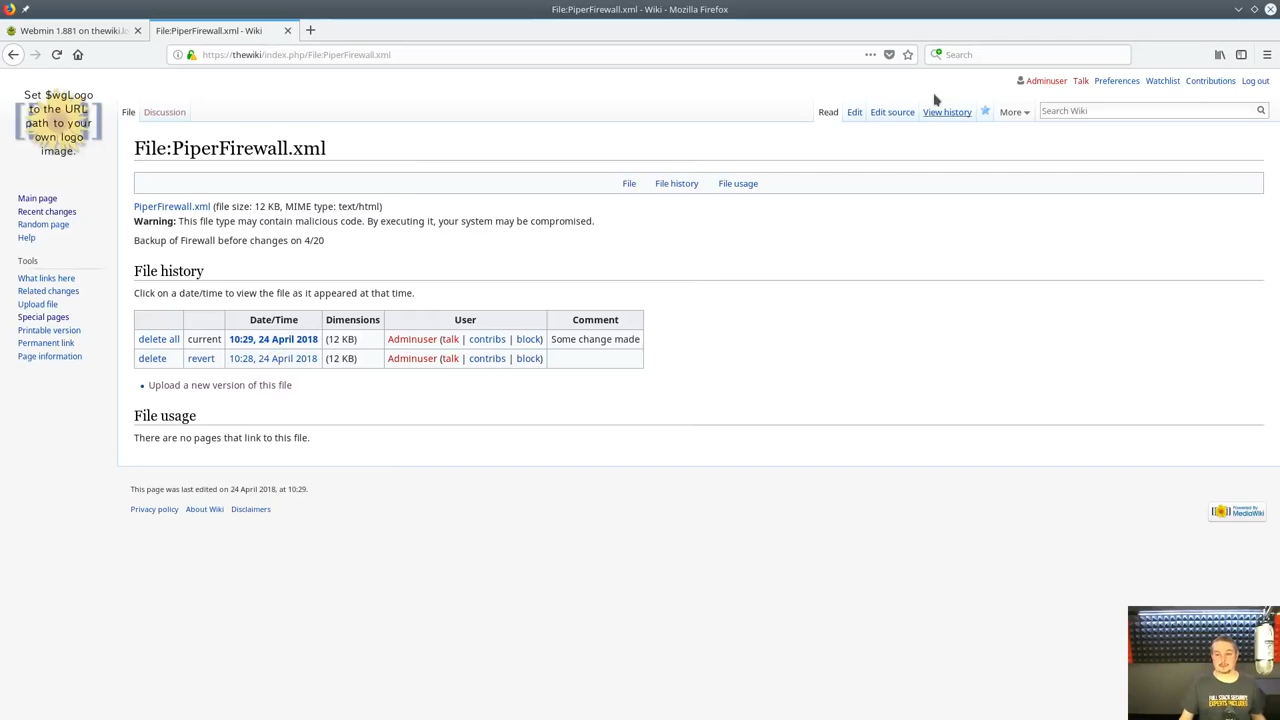 File:PiperFirewall.xml - Wiki - Mozilla Firefox
Webmin 1.881 on thewiki.lo
File:PiperFirewall.xml - Wiki
https://thewiki/index.php/File:PiperFirewall.xml
Search
Adminuser Talk Preferences Watchlist Contributions Log out
Set $wgLogo
to the URL
path to your
own logo
image.
File Discussion
Read Edit Edit source View history More
Search Wiki
File:PiperFirewall.xml
File File history File usage
Main page
Recent changes
Random page
Help
Tools
What links here
Related changes
Upload file
Special pages
Printable version
Permanent link
Page information
PiperFirewall.xml (file size: 12 KB, MIME type: text/html)
Warning: This file type may contain malicious code. By executing it, your system may be compromised.
Backup of Firewall before changes on 4/20
File history
Click on a date/time to view the file as it appeared at that time.
Date/Time Dimensions User Comment
delete all current 10:29, 24 April 2018 (12 KB) Adminuser (talk | contribs | block) Some change made
delete revert 10:28, 24 April 2018 (12 KB) Adminuser (talk | contribs | block)
• Upload a new version of this file
File usage
There are no pages that link to this file.
This page was last edited on 24 April 2018, at 10:29.
Privacy policy About Wiki Disclaimers
Powered By
MediaWiki
FULL STACK SECURITY
EXPERTS INCLUDED